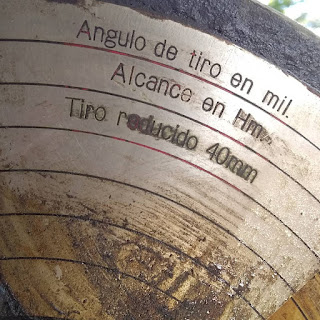 Angulo de tiro en mil.
Alcance en Hm.
Tiro reducido 40mm